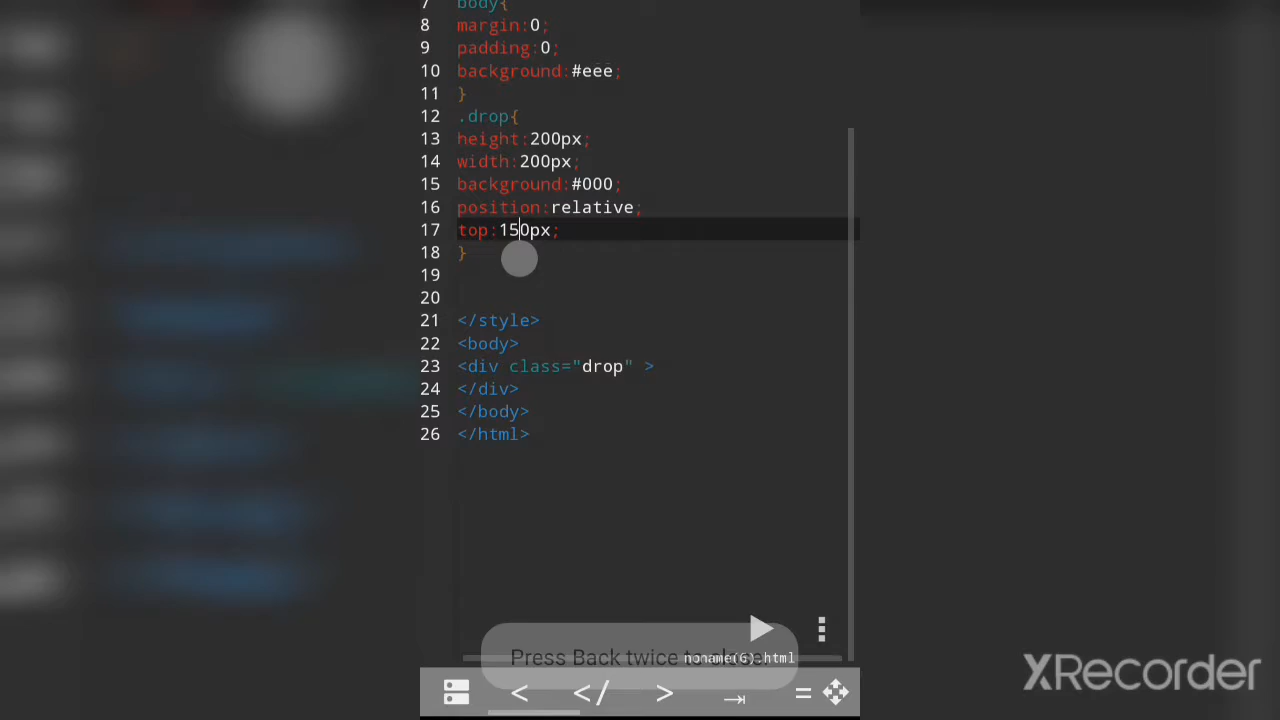 7 body{
8 margin:0;
9 padding:0;
10 background:#eee;
11 }
12 .drop{
13 height:200px;
14 width:200px;
15 background:#000;
16 position:relative;
17 top:150px;
18 }
19
20
21 </style>
22 <body>
23 <div class="drop" >
24 </div>
25 </body>
26 </html>
Press Back twice to
noname(6).html
< </ > =
XRecorder